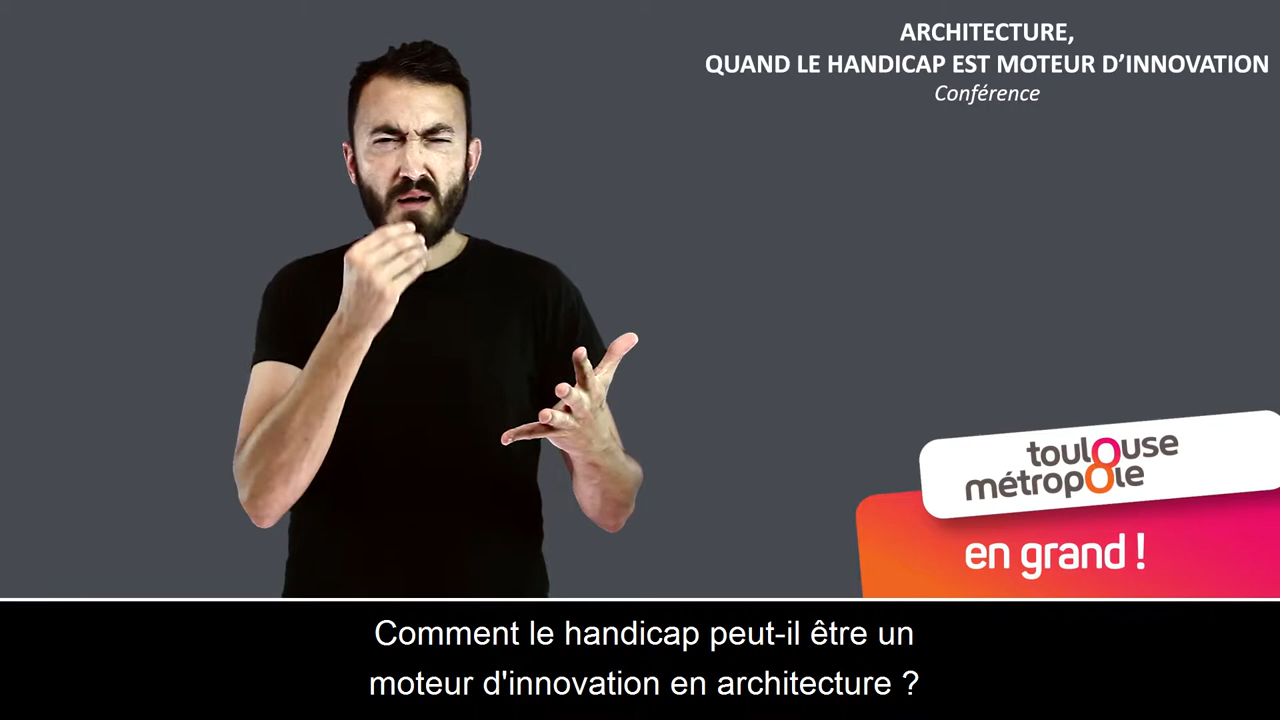 ARCHITECTURE,
QUAND LE HANDICAP EST MOTEUR D’INNOVATION
Conférence
toulouse
métropole
en grand !
Comment le handicap peut-il être un
moteur d'innovation en architecture ?